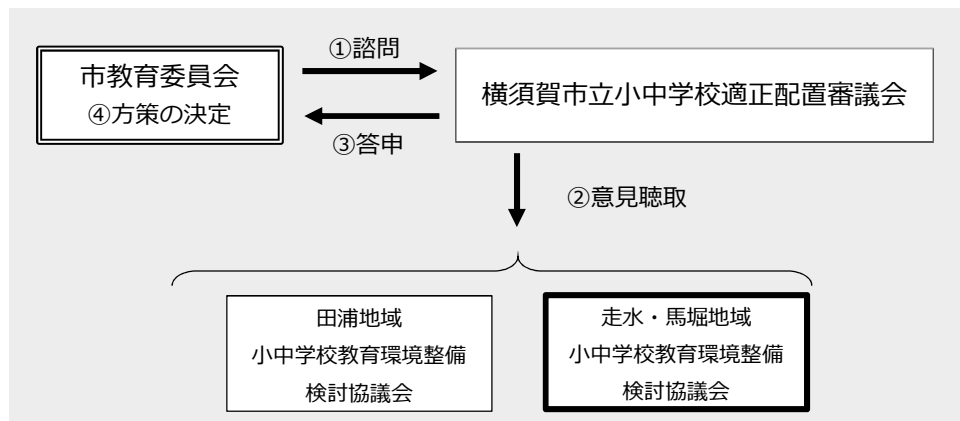 ①諮問
市教育委員会
④方策の決定
横須賀市立小中学校適正配置審議会
③答申
②意見聴取
田浦地域
小中学校教育環境整備
検討協議会
走水・馬堀地域
小中学校教育環境整備
検討協議会